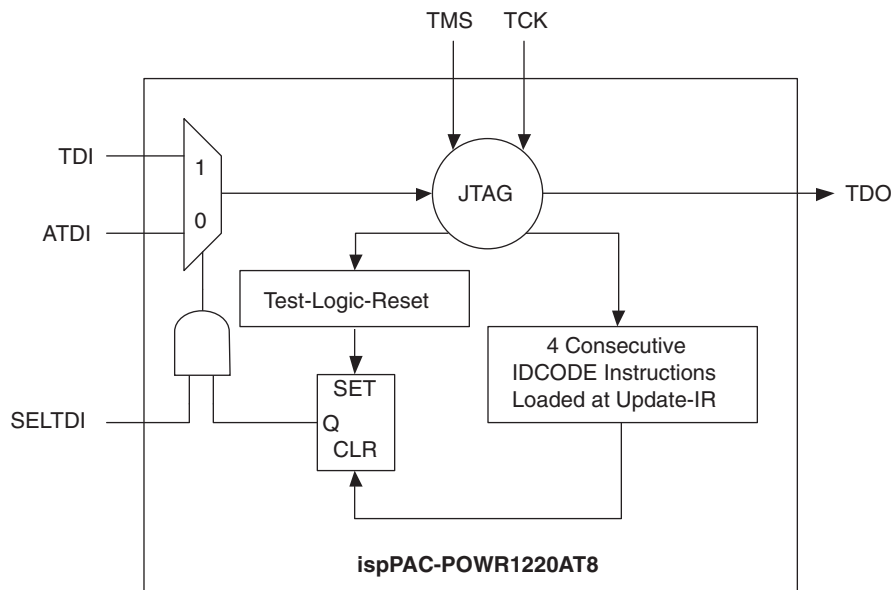 TMS TCK
TDI
1
JTAG
TDO
0
ATDI
Test-Logic-Reset
4 Consecutive
IDCODE Instructions
Loaded at Update-IR
SET
SELTDI
Q
CLR
ispPAC-POWR1220AT8